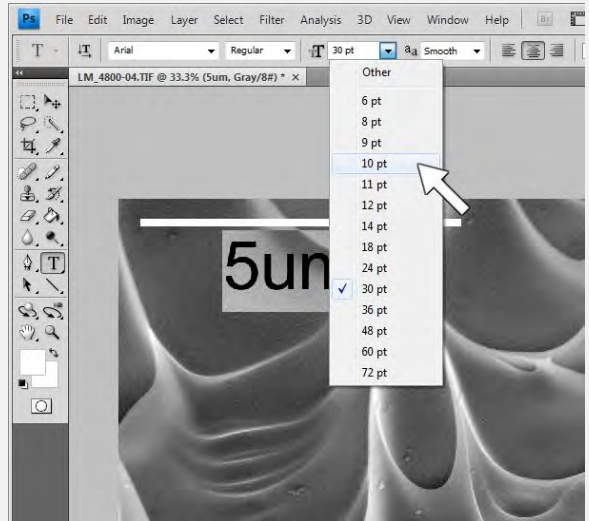 Ps File Edit Image Layer Select Filter Analysis 3D View Window Help Br
T Arial Regular T 30 pt aa Smooth
LM_4800-04.TIF @ 33.3% (5um, Gray/8#) * ×
Other
6 pt
8 pt
9 pt
10 pt
11 pt
12 pt
14 pt
18 pt
24 pt
30 pt
36 pt
48 pt
60 pt
72 pt
5um
T